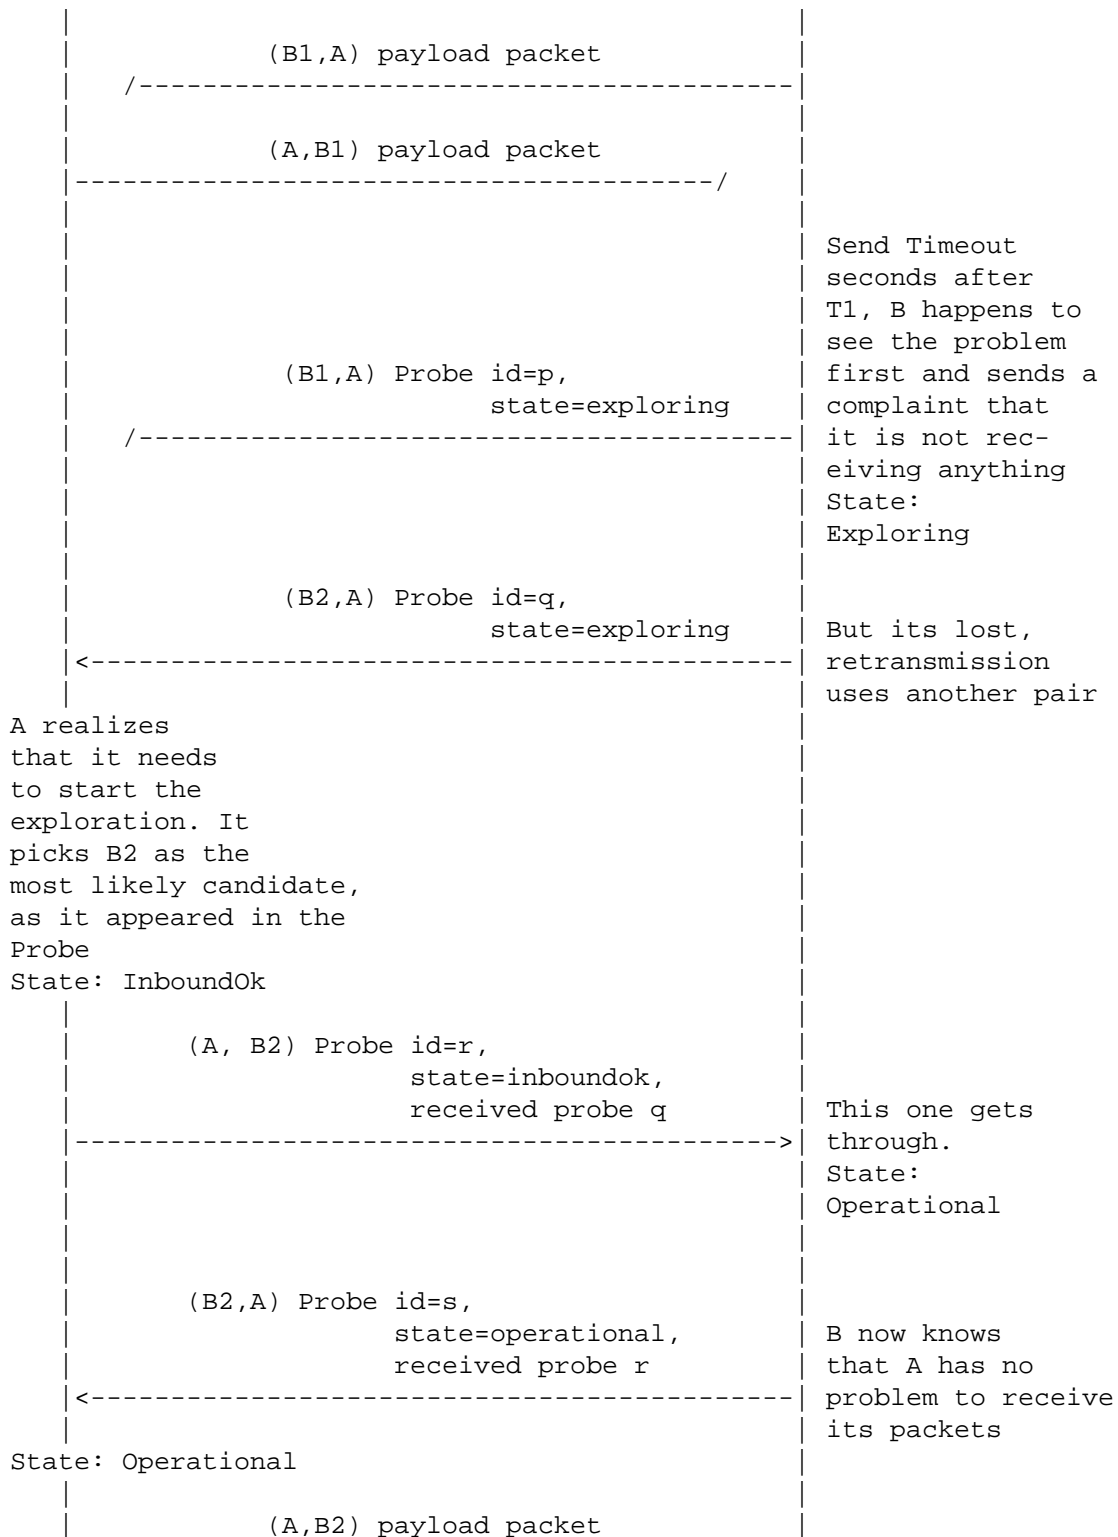 (B1,A) payload packet
/-----------------------------------------|
(A,B1) payload packet
|----------------------------------------/
Send Timeout
seconds after
T1, B happens to
see the problem
(B1,A) Probe id=p, first and sends a
state=exploring complaint that
/-----------------------------------------| it is not rec-
eiving anything
State:
Exploring
(B2,A) Probe id=q,
state=exploring But its lost,
|<--------------------------------------------| retransmission
uses another pair
A realizes
that it needs
to start the
exploration. It
picks B2 as the
most likely candidate,
as it appeared in the
Probe
State: InboundOk
(A, B2) Probe id=r,
state=inboundok,
received probe q This one gets
|-------------------------------------------->| through.
State:
Operational
(B2,A) Probe id=s,
state=operational, B now knows
received probe r that A has no
|<--------------------------------------------| problem to receive
its packets
State: Operational
(A,B2) payload packet